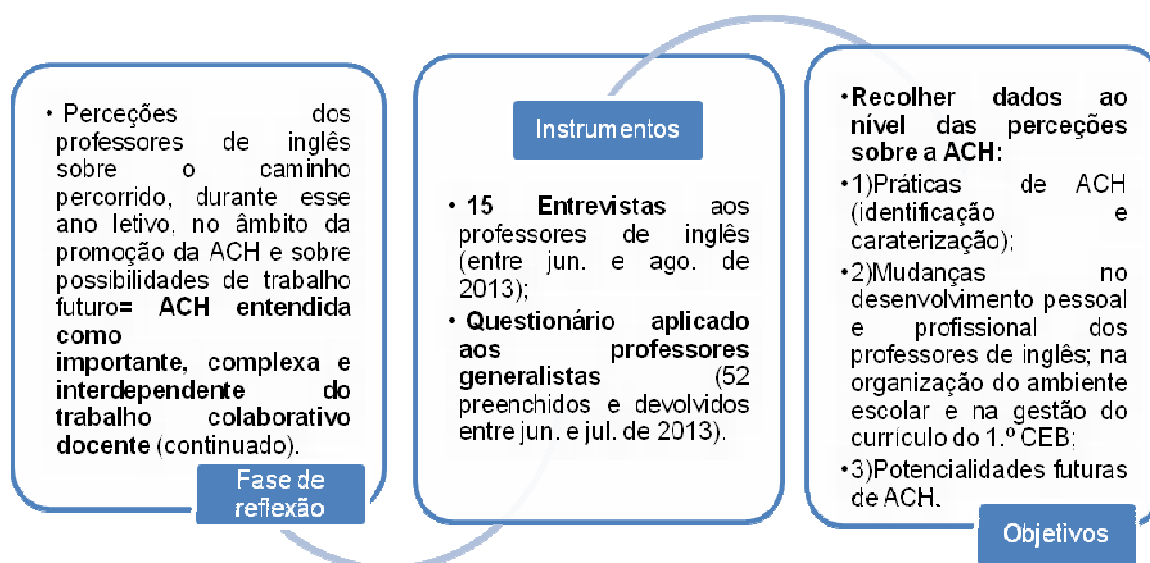 • Perceções dos
professores de inglês
sobre o caminho
percorrido, durante esse
ano letivo, no âmbito da
promoção da ACH e sobre
possibilidades de trabalho
futuro= ACH entendida
como
importante, complexa e
interdependente do
trabalho colaborativo
docente (continuado).
Fase de
reflexão
Instrumentos
• 15 Entrevistas aos
professores de inglês
(entre jun. e ago. de
2013);
• Questionário aplicado
aos professores
generalistas (52
preenchidos e devolvidos
entre jun. e jul. de 2013).
•Recolher dados ao
nível das perceções
sobre a ACH:
•1)Práticas de ACH
(identificação e
caraterização);
•2)Mudanças no
desenvolvimento pessoal
e profissional dos
professores de inglês; na
organização do ambiente
escolar e na gestão do
currículo do 1.º CEB;
•3)Potencialidades futuras
de ACH.
Objetivos